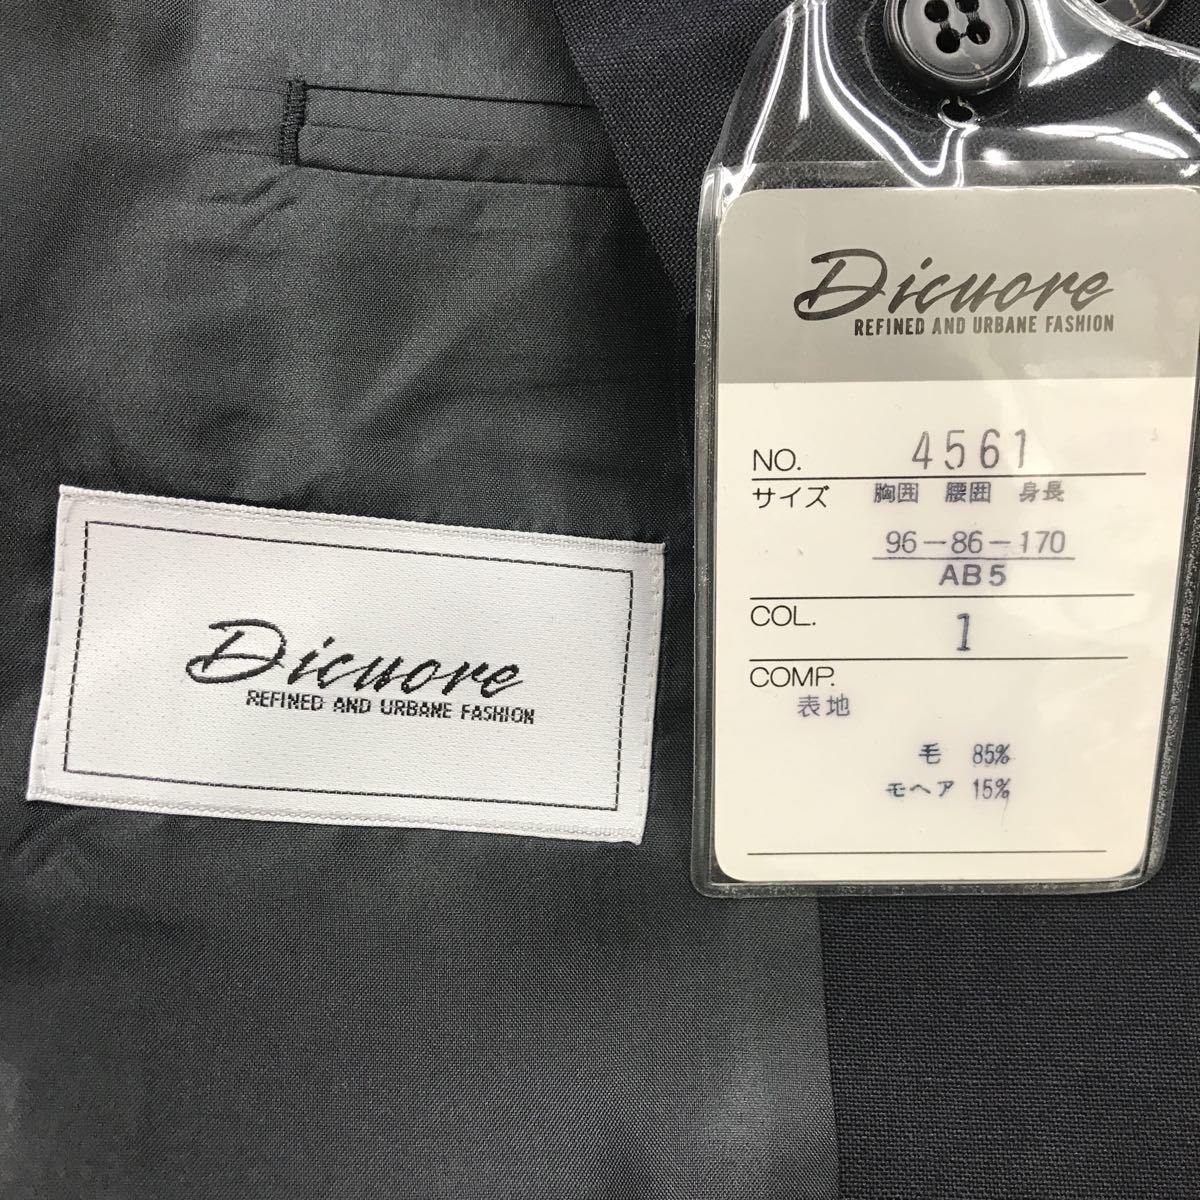 Dicuore
REFINED AND URBANE FASHION
Dicuore
REFINED AND URBANE FASHION
NO. 4561
サイズ 胸囲 腰囲 身長
96-86-170
AB5
COL. 1
COMP.
表地
毛 85%
モヘア 15%